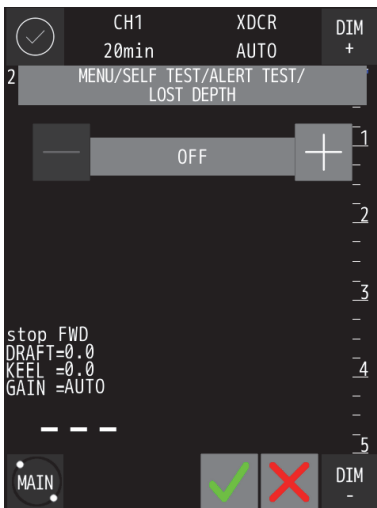 CH1 XDCR DIM
20min AUTO +
2 MENU/SELF TEST/ALERT TEST/
LOST DEPTH
1
— OFF +
2
3
stop FWD
DRAFT=0.0
KEEL =0.0
4
GAIN =AUTO
---
5
MAIN DIM
-